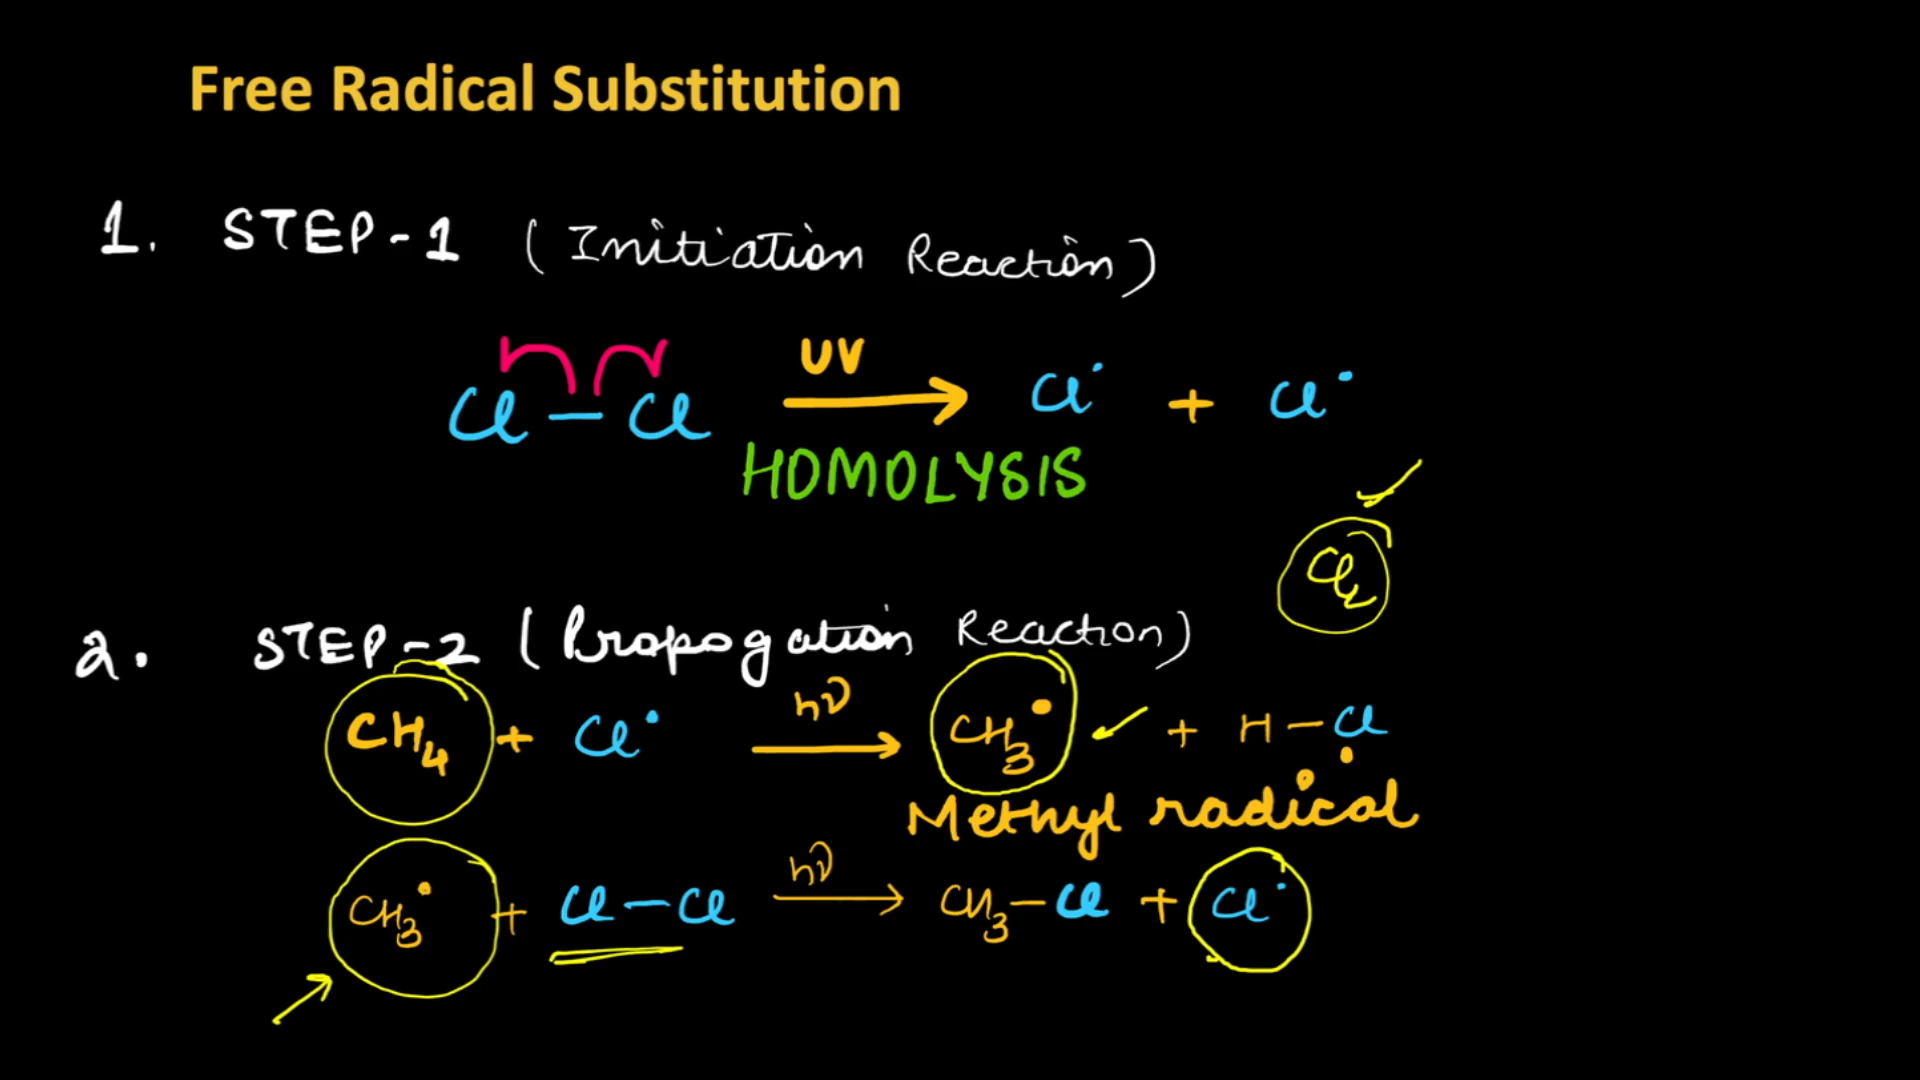 Free Radical Substitution
1. STEP-1 (Initiation Reaction)
Cl-Cl UV → Cl• + Cl•
HOMOLYSIS
Cl₂
2. STEP-2 (Propogation Reaction)
CH₄ + Cl• hν → CH₃• + H-Cl
Methyl radical
CH₃• + Cl-Cl hν → CH₃-Cl + Cl•